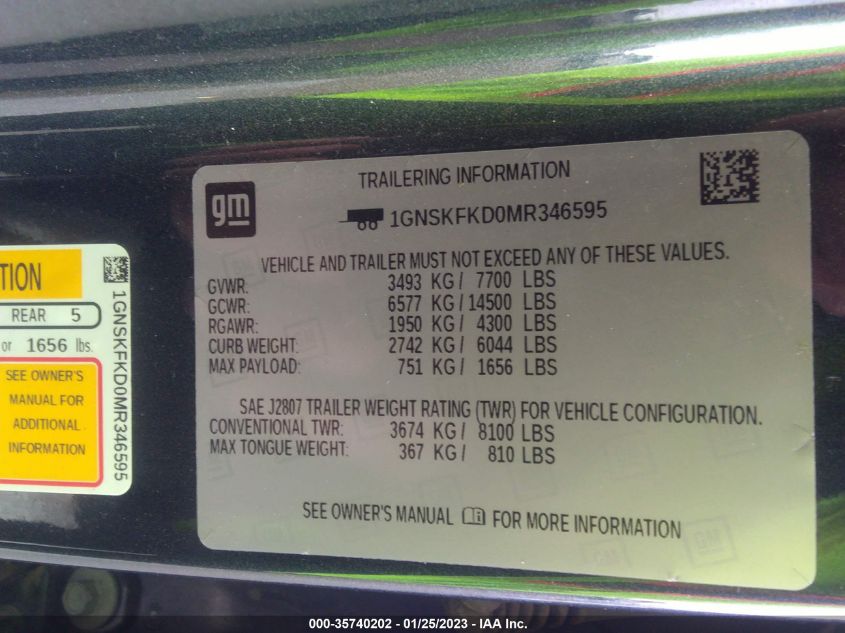 TION
REAR 5
or 1656 lbs.
SEE OWNER'S
MANUAL FOR
ADDITIONAL
INFORMATION
1GNSKFKD0MR346595
gm
TRAILERING INFORMATION
1GNSKFKD0MR346595
VEHICLE AND TRAILER MUST NOT EXCEED ANY OF THESE VALUES.
GVWR: 3493 KG / 7700 LBS
GCWR: 6577 KG / 14500 LBS
RGAWR: 1950 KG / 4300 LBS
CURB WEIGHT: 2742 KG / 6044 LBS
MAX PAYLOAD: 751 KG / 1656 LBS
SAE J2807 TRAILER WEIGHT RATING (TWR) FOR VEHICLE CONFIGURATION.
CONVENTIONAL TWR: 3674 KG / 8100 LBS
MAX TONGUE WEIGHT: 367 KG / 810 LBS
SEE OWNER'S MANUAL FOR MORE INFORMATION
000-35740202 - 01/25/2023 - IAA Inc.